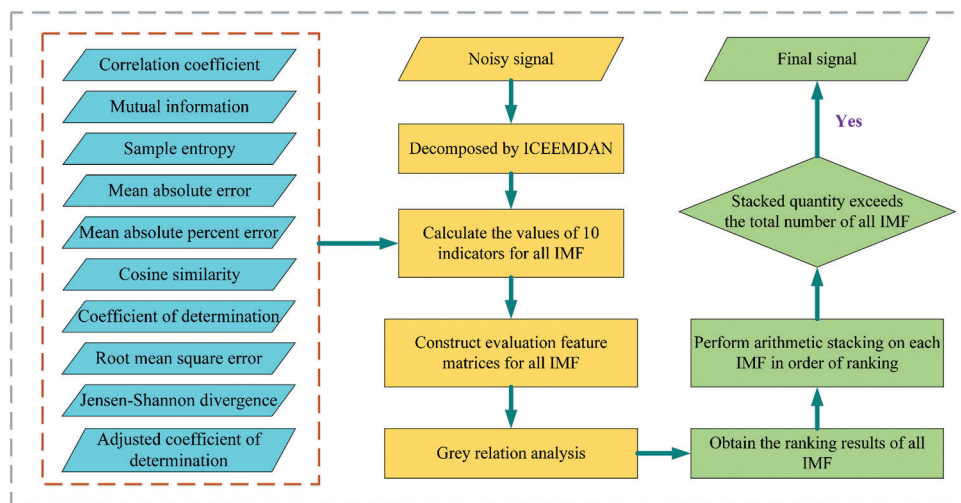 Correlation coefficient
Mutual information
Sample entropy
Mean absolute error
Mean absolute percent error
Cosine similarity
Coefficient of determination
Root mean square error
Jensen-Shannon divergence
Adjusted coefficient of
determination
Noisy signal
Decomposed by ICEEMDAN
Calculate the values of 10
indicators for all IMF
Construct evaluation feature
matrices for all IMF
Grey relation analysis
Obtain the ranking results of all
IMF
Perform arithmetic stacking on each
IMF in order of ranking
Stacked quantity exceeds
the total number of all IMF
Yes
Final signal